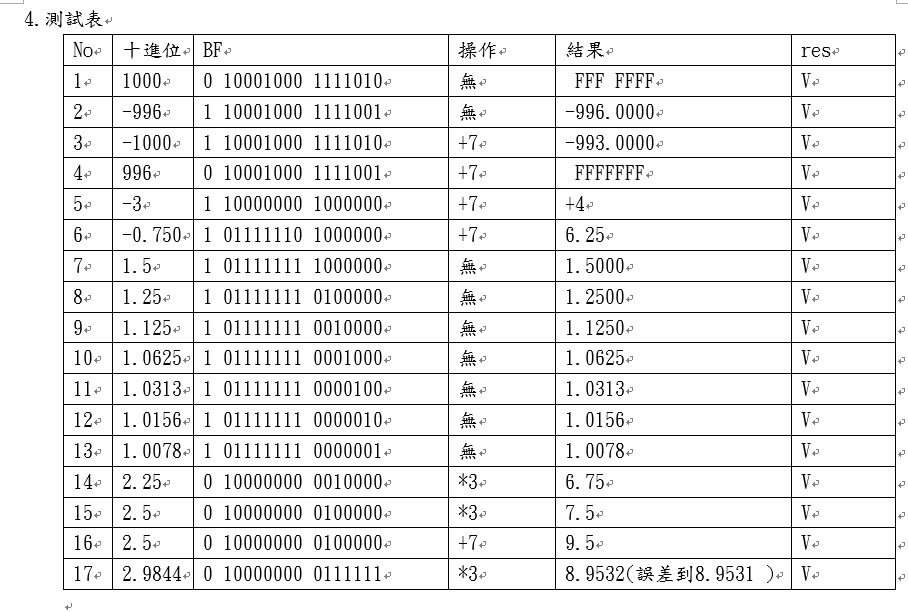 4.測試表
No 十進位 BF 操作 結果 res
1 1000 0 10001000 1111010 無 FFF FFFF V
2 -996 1 10001000 1111001 無 -996.0000 V
3 -1000 1 10001000 1111010 +7 -993.0000 V
4 996 0 10001000 1111001 +7 FFFFFFF V
5 -3 1 10000000 1000000 +7 +4 V
6 -0.750 1 01111110 1000000 +7 6.25 V
7 1.5 1 01111111 1000000 無 1.5000 V
8 1.25 1 01111111 0100000 無 1.2500 V
9 1.125 1 01111111 0010000 無 1.1250 V
10 1.0625 1 01111111 0001000 無 1.0625 V
11 1.0313 1 01111111 0000100 無 1.0313 V
12 1.0156 1 01111111 0000010 無 1.0156 V
13 1.0078 1 01111111 0000001 無 1.0078 V
14 2.25 0 10000000 0010000 *3 6.75 V
15 2.5 0 10000000 0100000 *3 7.5 V
16 2.5 0 10000000 0100000 +7 9.5 V
17 2.9844 0 10000000 0111111 *3 8.9532(誤差到8.9531 ) V